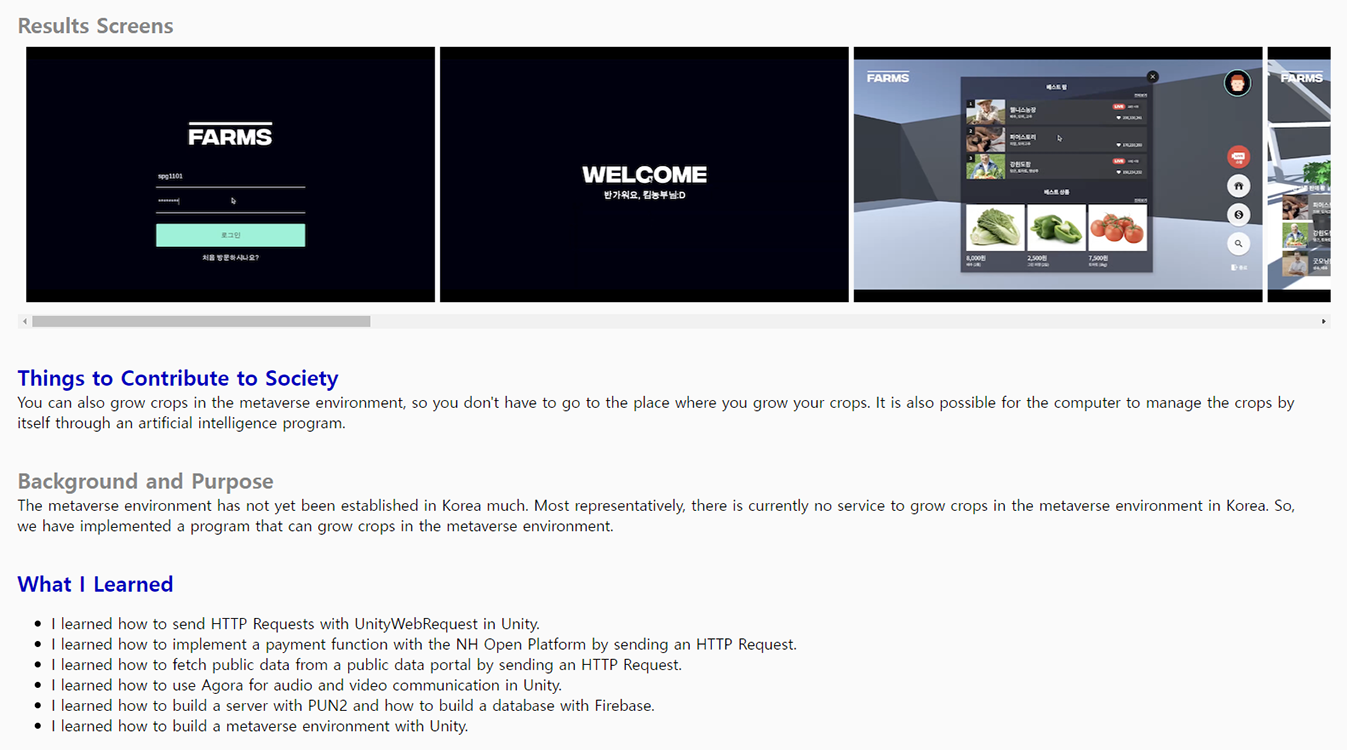 Results Screens
FARMS
spg1101
********
로그인
처음 방문하시나요?
WELCOME
반가워요, 킴농부님:D
FARMS
베스트 팜
1
웰니스농장
LIVE
2
파머스토리
3
강원도팜
LIVE
베스트 상품
8,000원
2,500원
7,500원
FARMS
Things to Contribute to Society
You can also grow crops in the metaverse environment, so you don't have to go to the place where you grow your crops. It is also possible for the computer to manage the crops by
itself through an artificial intelligence program.
Background and Purpose
The metaverse environment has not yet been established in Korea much. Most representatively, there is currently no service to grow crops in the metaverse environment in Korea. So,
we have implemented a program that can grow crops in the metaverse environment.
What I Learned
I learned how to send HTTP Requests with UnityWebRequest in Unity.
I learned how to implement a payment function with the NH Open Platform by sending an HTTP Request.
I learned how to fetch public data from a public data portal by sending an HTTP Request.
I learned how to use Agora for audio and video communication in Unity.
I learned how to build a server with PUN2 and how to build a database with Firebase.
I learned how to build a metaverse environment with Unity.